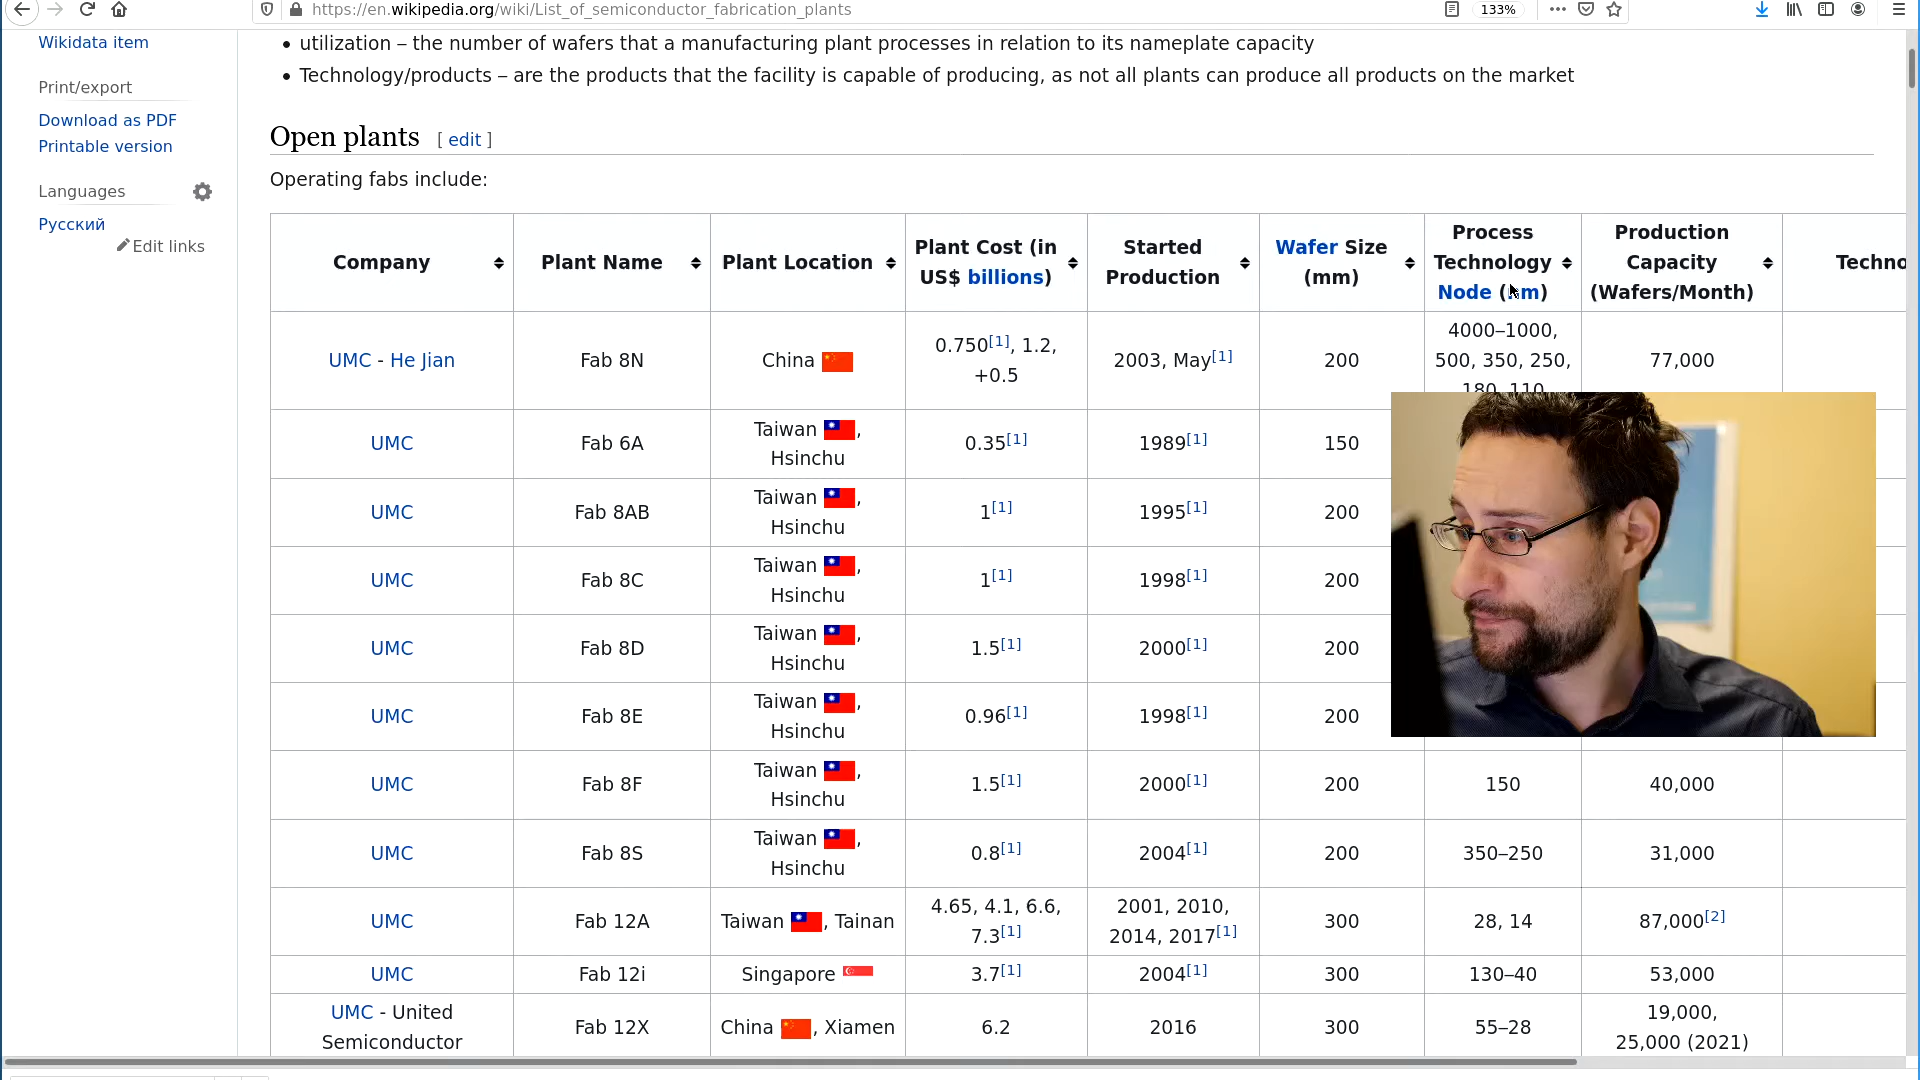 https://en.wikipedia.org/wiki/List_of_semiconductor_fabrication_plants
133%
Wikidata item
Print/export
Download as PDF
Printable version
Languages
Русский
Edit links
• utilization – the number of wafers that a manufacturing plant processes in relation to its nameplate capacity
• Technology/products – are the products that the facility is capable of producing, as not all plants can produce all products on the market
Open plants [ edit ]
Operating fabs include:
Company Plant Name Plant Location Plant Cost (in US$ billions) Started Production Wafer Size (mm) Process Technology Node (nm) Production Capacity (Wafers/Month) Techno
UMC - He Jian Fab 8N China 0.750[1], 1.2, +0.5 2003, May[1] 200 4000–1000, 500, 350, 250, 180, 110 77,000
UMC Fab 6A Taiwan, Hsinchu 0.35[1] 1989[1] 150
UMC Fab 8AB Taiwan, Hsinchu 1[1] 1995[1] 200
UMC Fab 8C Taiwan, Hsinchu 1[1] 1998[1] 200
UMC Fab 8D Taiwan, Hsinchu 1.5[1] 2000[1] 200
UMC Fab 8E Taiwan, Hsinchu 0.96[1] 1998[1] 200
UMC Fab 8F Taiwan, Hsinchu 1.5[1] 2000[1] 200 150 40,000
UMC Fab 8S Taiwan, Hsinchu 0.8[1] 2004[1] 200 350–250 31,000
UMC Fab 12A Taiwan, Tainan 4.65, 4.1, 6.6, 7.3[1] 2001, 2010, 2014, 2017[1] 300 28, 14 87,000[2]
UMC Fab 12i Singapore 3.7[1] 2004[1] 300 130–40 53,000
UMC - United Semiconductor Fab 12X China, Xiamen 6.2 2016 300 55–28 19,000, 25,000 (2021)